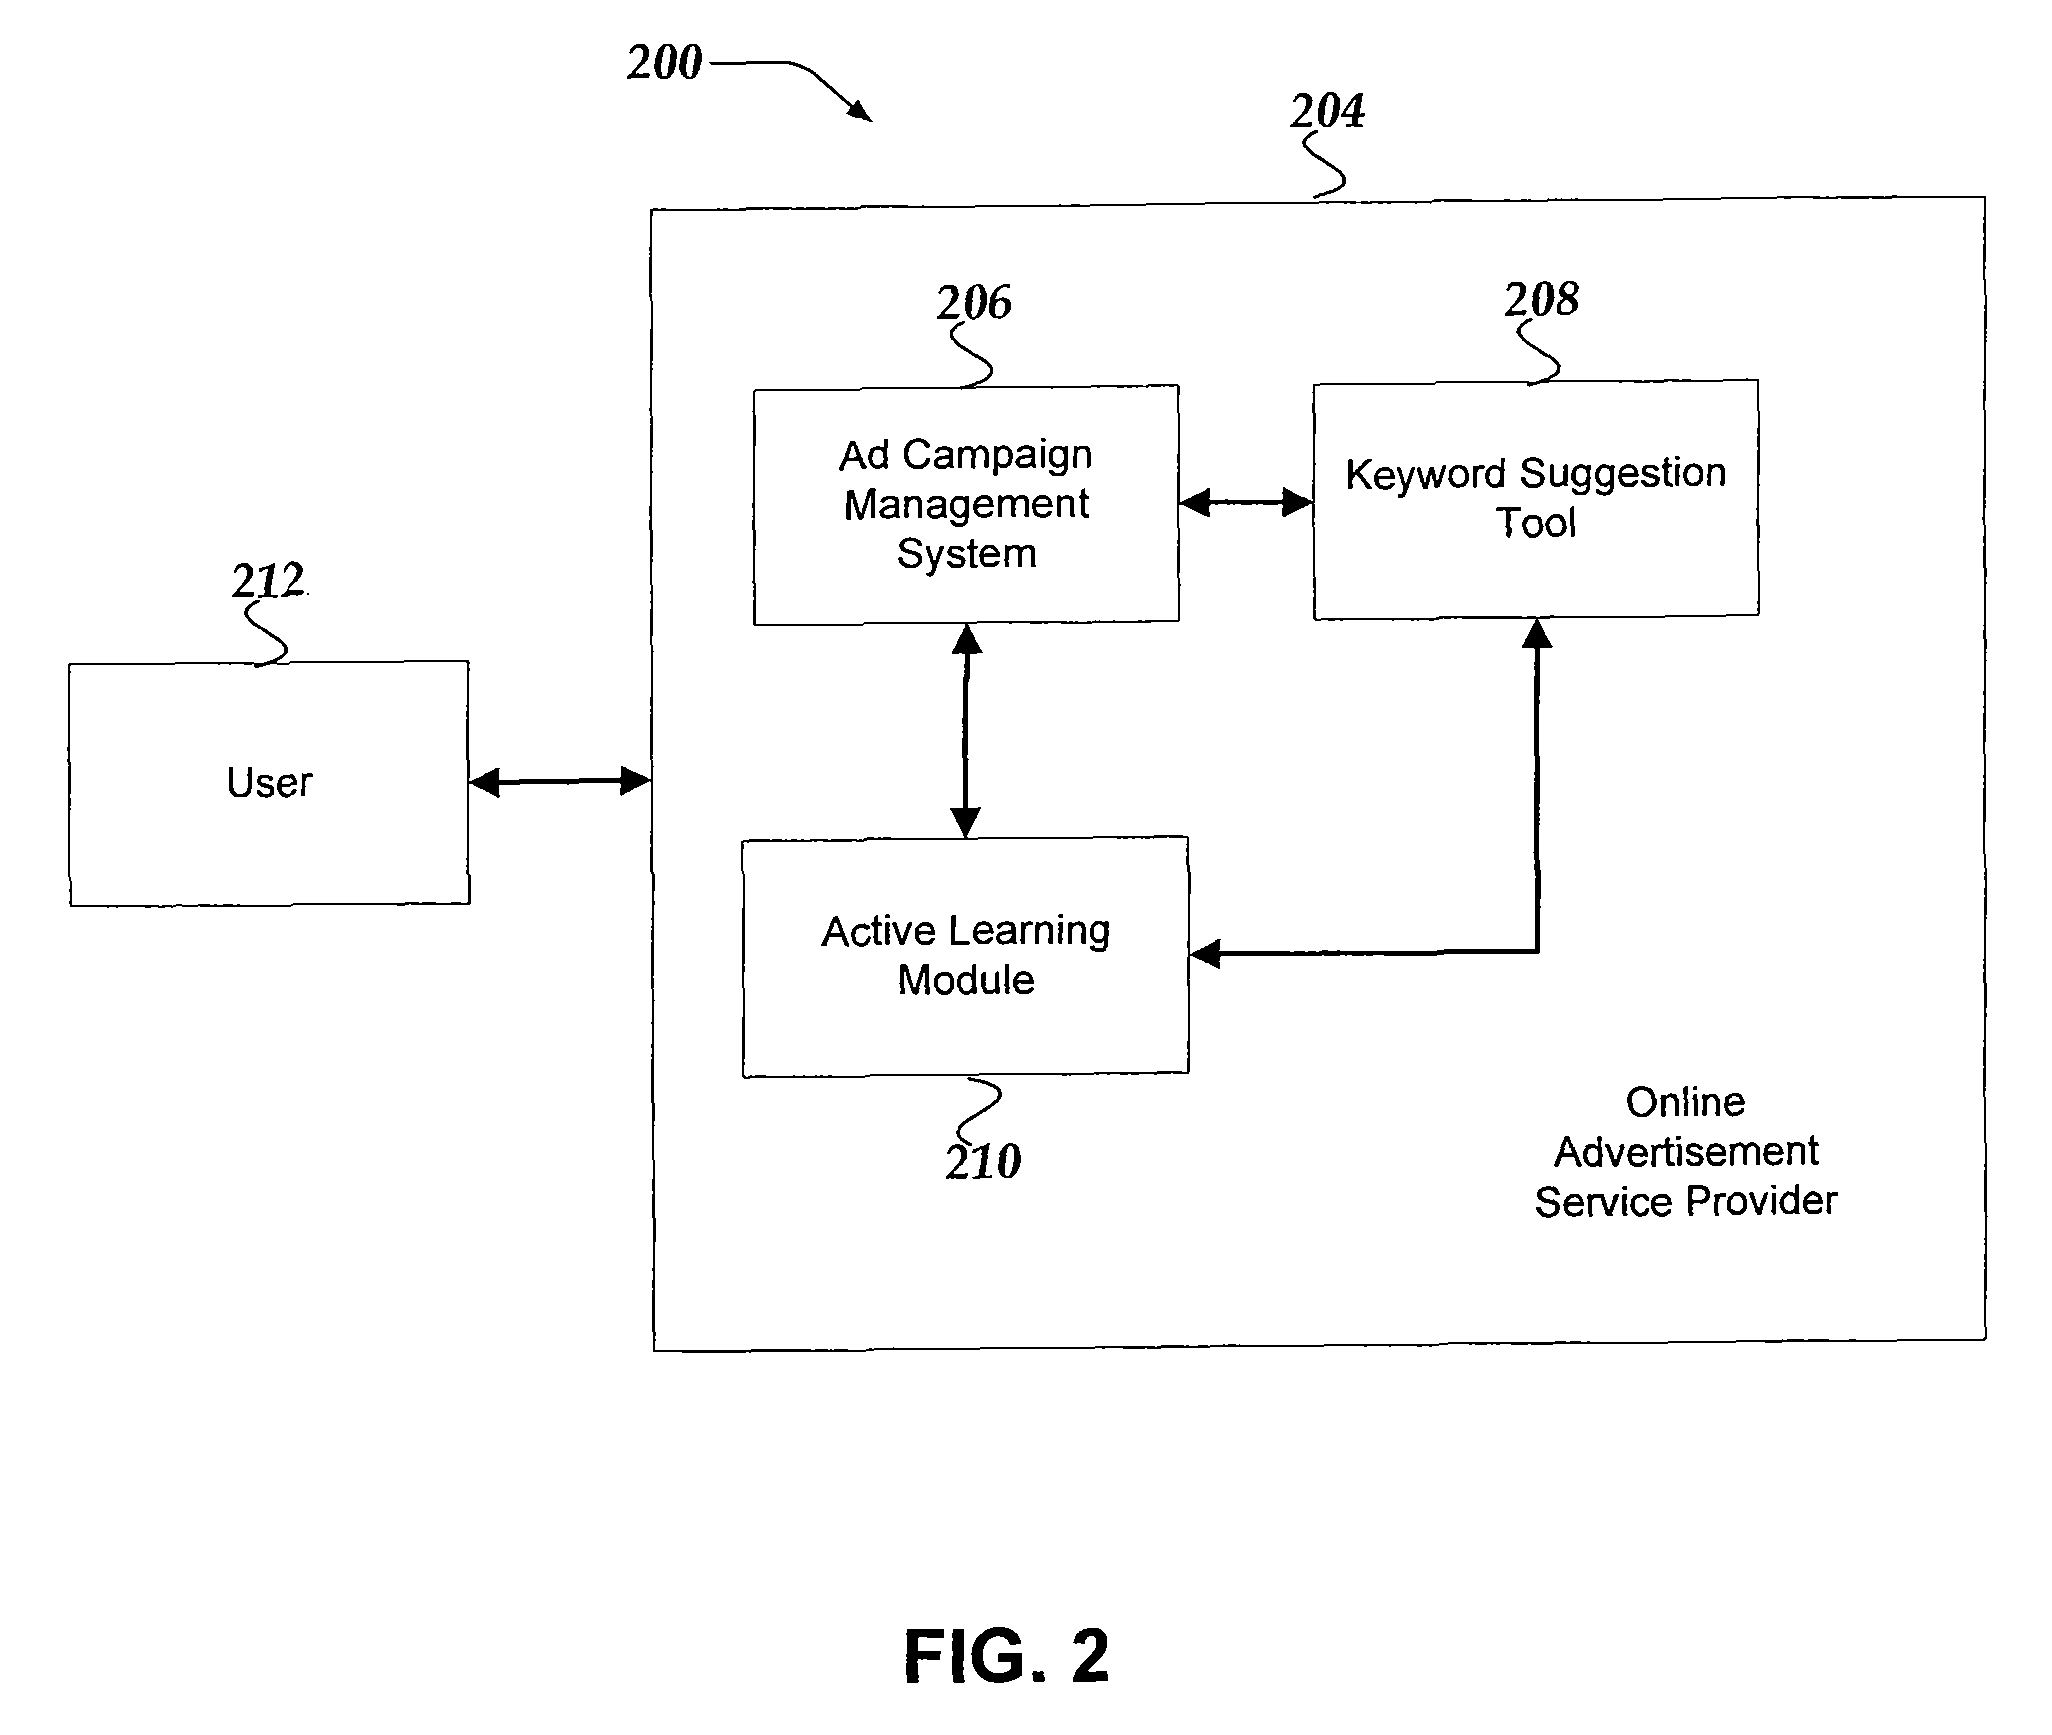 200
204
206
208
Ad Campaign
Management
System
Keyword Suggestion
Tool
212
User
Active Learning
Module
210
Online
Advertisement
Service Provider
FIG. 2